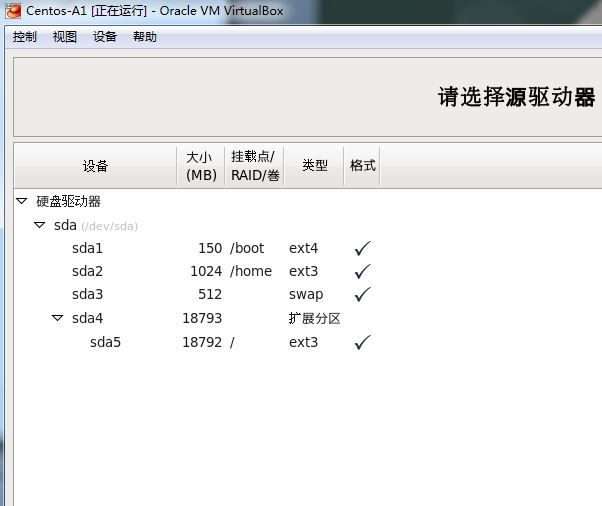 Centos-A1 [正在运行] - Oracle VM VirtualBox
控制 视图 设备 帮助
请选择源驱动器
设备 大小 (MB) 挂载点/ RAID/卷 类型 格式
硬盘驱动器
sda (/dev/sda)
sda1 150 /boot ext4 ✓
sda2 1024 /home ext3 ✓
sda3 512 swap ✓
sda4 18793 扩展分区
sda5 18792 / ext3 ✓